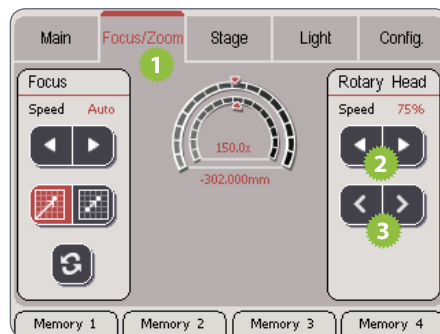 Main Focus/Zoom Stage Light Config.
1
Focus
Speed Auto
150.0x
-302.000mm
Rotary Head
Speed 75%
2
3
Memory 1 Memory 2 Memory 3 Memory 4